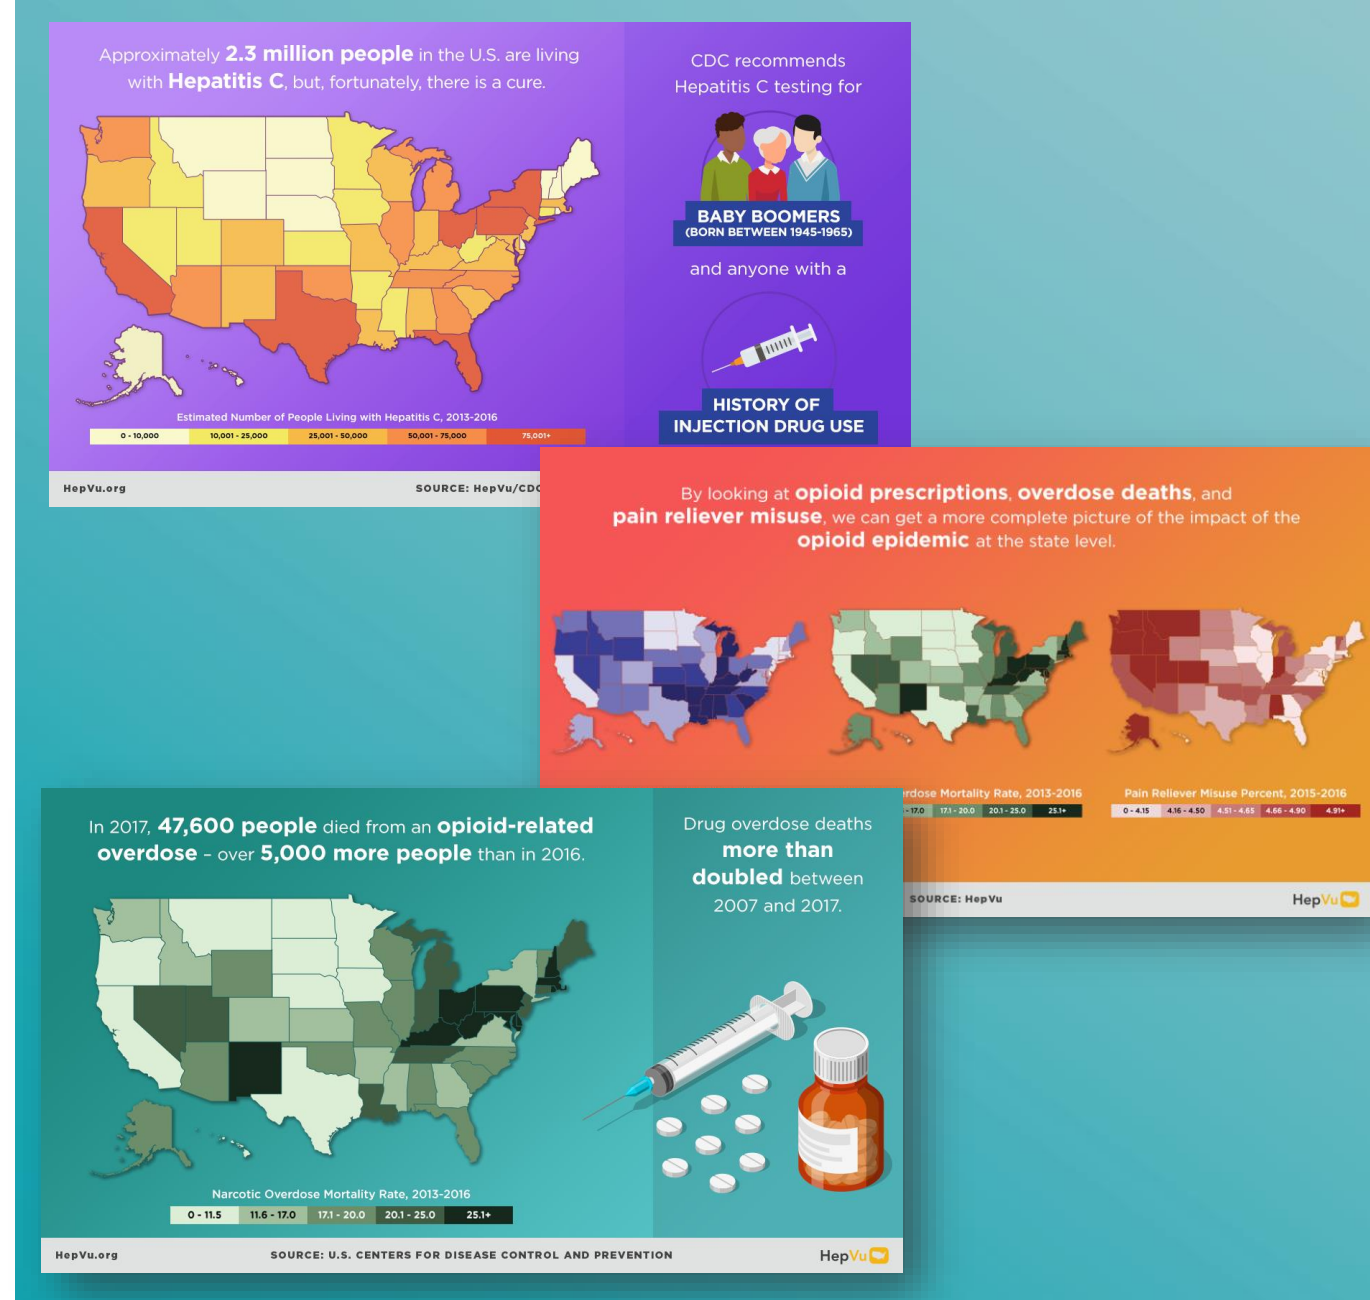 Approximately 2.3 million people in the U.S. are living
with Hepatitis C, but, fortunately, there is a cure.
Estimated Number of People Living with Hepatitis C, 2013-2016
0 - 10,000 10,001 - 25,000 25,001 - 50,000 50,001 - 75,000 75,001+
CDC recommends
Hepatitis C testing for
BABY BOOMERS
(BORN BETWEEN 1945-1965)
and anyone with a
HISTORY OF
INJECTION DRUG USE
HepVu.org SOURCE: HepVu/CDC
By looking at opioid prescriptions, overdose deaths, and
pain reliever misuse, we can get a more complete picture of the impact of the
opioid epidemic at the state level.
Mortality Rate, 2013-2016
- 17.0 17.1 - 20.0 20.1 - 25.0 25.1+
Pain Reliever Misuse Percent, 2015-2016
0 - 4.15 4.16 - 4.50 4.51 - 4.65 4.66 - 4.90 4.91+
SOURCE: HepVu
HepVu
In 2017, 47,600 people died from an opioid-related
overdose – over 5,000 more people than in 2016.
Narcotic Overdose Mortality Rate, 2013-2016
0 - 11.5 11.6 - 17.0 17.1 - 20.0 20.1 - 25.0 25.1+
Drug overdose deaths
more than
doubled between
2007 and 2017.
HepVu.org SOURCE: U.S. CENTERS FOR DISEASE CONTROL AND PREVENTION HepVu